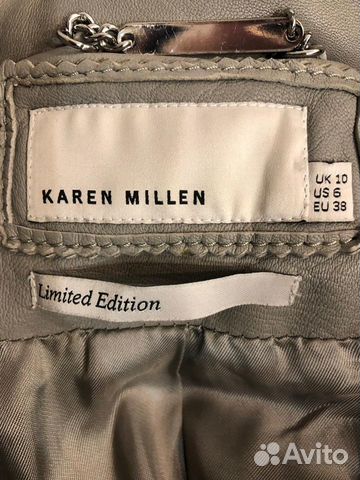 KAREN MILLEN
UK 10
US 6
EU 38
Limited Edition
Avito